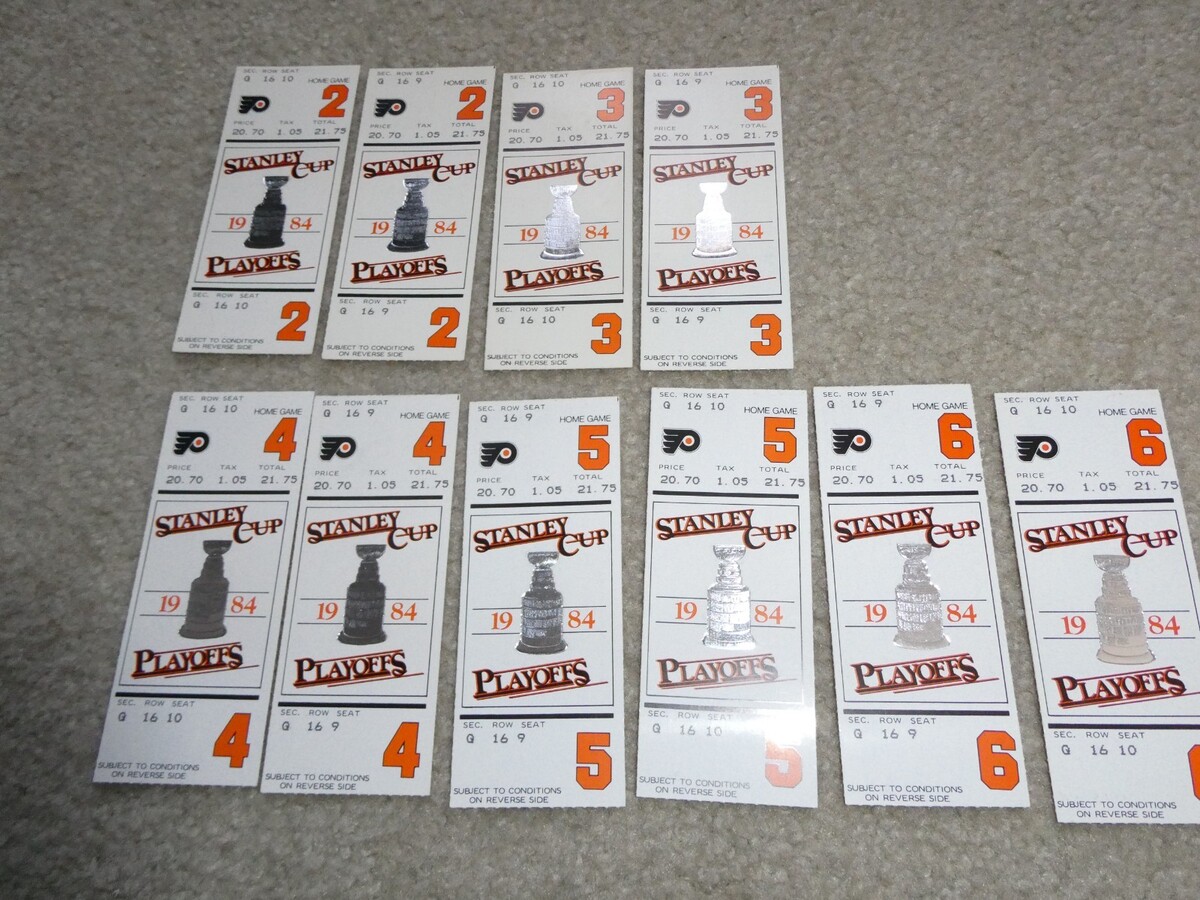 SEC. ROW SEAT
G 16 10
HOME GAME
2
PRICE TAX TOTAL
20.70 1.05 21.75
STANLEY CUP
19 84
PLAYOFFS
SEC. ROW SEAT
G 16 10
2
SUBJECT TO CONDITIONS
ON REVERSE SIDE
SEC. ROW SEAT
G 16 9
HOME GAME
2
PRICE TAX TOTAL
20.70 1.05 21.75
STANLEY CUP
19 84
PLAYOFFS
SEC. ROW SEAT
G 16 9
2
SUBJECT TO CONDITIONS
ON REVERSE SIDE
SEC. ROW SEAT
G 16 10
HOME GAME
3
PRICE TAX TOTAL
20.70 1.05 21.75
STANLEY CUP
19 84
PLAYOFFS
SEC. ROW SEAT
G 16 10
3
SUBJECT TO CONDITIONS
ON REVERSE SIDE
SEC. ROW SEAT
G 16 9
HOME GAME
3
PRICE TAX TOTAL
20.70 1.05 21.75
STANLEY CUP
19 84
PLAYOFFS
SEC. ROW SEAT
G 16 9
3
SUBJECT TO CONDITIONS
ON REVERSE SIDE
SEC. ROW SEAT
G 16 10
HOME GAME
4
PRICE TAX TOTAL
20.70 1.05 21.75
STANLEY CUP
19 84
PLAYOFFS
SEC. ROW SEAT
G 16 10
4
SUBJECT TO CONDITIONS
ON REVERSE SIDE
SEC. ROW SEAT
G 16 9
HOME GAME
4
PRICE TAX TOTAL
20.70 1.05 21.75
STANLEY CUP
19 84
PLAYOFFS
SEC. ROW SEAT
G 16 9
4
SUBJECT TO CONDITIONS
ON REVERSE SIDE
SEC. ROW SEAT
G 16 9
HOME GAME
5
PRICE TAX TOTAL
20.70 1.05 21.75
STANLEY CUP
19 84
PLAYOFFS
SEC. ROW SEAT
G 16 9
5
SUBJECT TO CONDITIONS
ON REVERSE SIDE
SEC. ROW SEAT
G 16 10
HOME GAME
5
PRICE TAX TOTAL
20.70 1.05 21.75
STANLEY CUP
19 84
PLAYOFFS
SEC. ROW SEAT
G 16 10
5
SUBJECT TO CONDITIONS
ON REVERSE SIDE
SEC. ROW SEAT
G 16 9
HOME GAME
6
PRICE TAX TOTAL
20.70 1.05 21.75
STANLEY CUP
19 84
PLAYOFFS
SEC. ROW SEAT
G 16 9
6
SUBJECT TO CONDITIONS
ON REVERSE SIDE
SEC. ROW SEAT
G 16 10
HOME GAME
6
PRICE TAX TOTAL
20.70 1.05 21.75
STANLEY CUP
19 84
PLAYOFFS
SEC. ROW SEAT
G 16 10
SUBJECT TO CONDITIONS
ON REVERSE SIDE